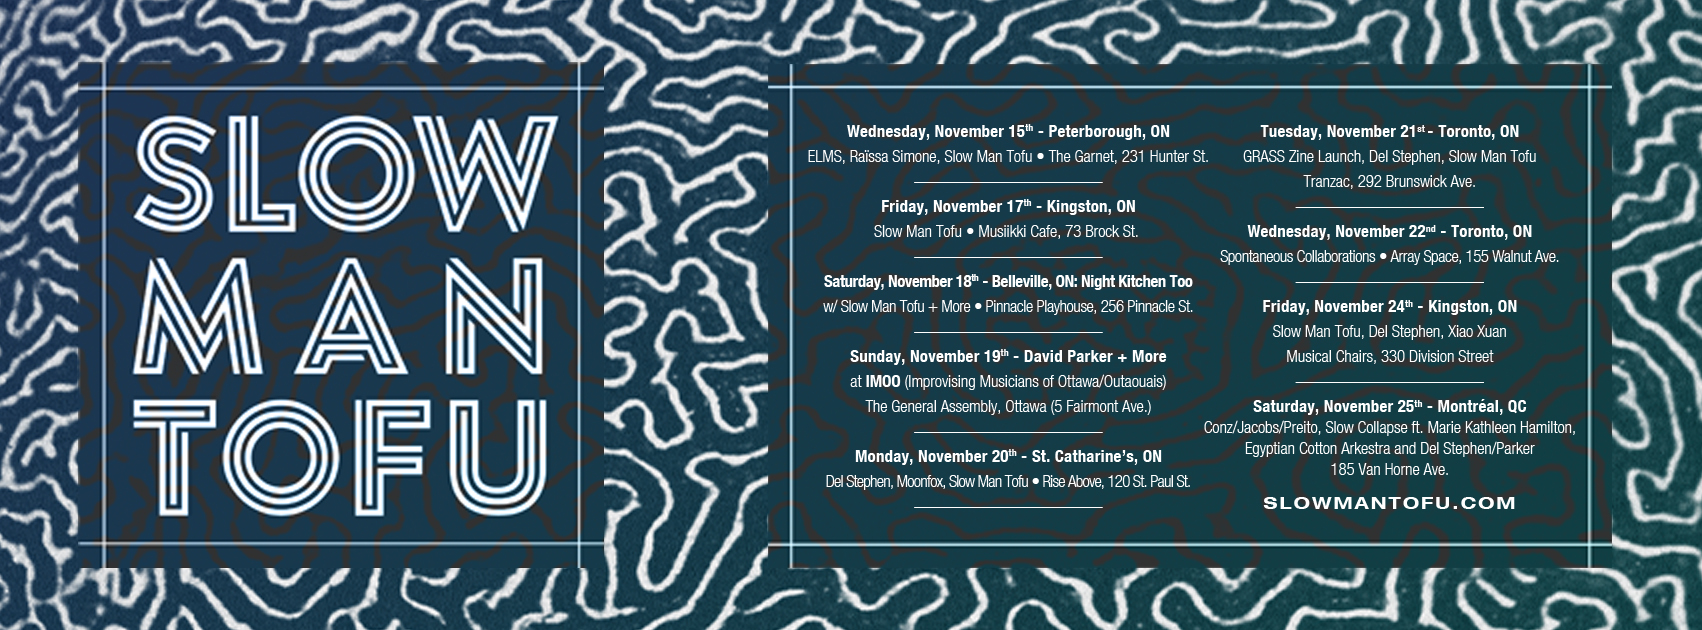 SLOW
MAN
TOFU
Wednesday, November 15th - Peterborough, ON
ELMS, Raïssa Simone, Slow Man Tofu • The Garnet, 231 Hunter St.
Friday, November 17th - Kingston, ON
Slow Man Tofu • Musiikki Cafe, 73 Brock St.
Saturday, November 18th - Belleville, ON: Night Kitchen Too
w/ Slow Man Tofu + More • Pinnacle Playhouse, 256 Pinnacle St.
Sunday, November 19th - David Parker + More
at IMOO (Improvising Musicians of Ottawa/Outaouais)
The General Assembly, Ottawa (5 Fairmont Ave.)
Monday, November 20th - St. Catharine's, ON
Del Stephen, Moonfox, Slow Man Tofu • Rise Above, 120 St. Paul St.
Tuesday, November 21st - Toronto, ON
GRASS Zine Launch, Del Stephen, Slow Man Tofu
Tranzac, 292 Brunswick Ave.
Wednesday, November 22nd - Toronto, ON
Spontaneous Collaborations • Array Space, 155 Walnut Ave.
Friday, November 24th - Kingston, ON
Slow Man Tofu, Del Stephen, Xiao Xuan
Musical Chairs, 330 Division Street
Saturday, November 25th - Montréal, QC
Conz/Jacobs/Preito, Slow Collapse ft. Marie Kathleen Hamilton,
Egyptian Cotton Arkestra and Del Stephen/Parker
185 Van Horne Ave.
SLOWMANTOFU.COM